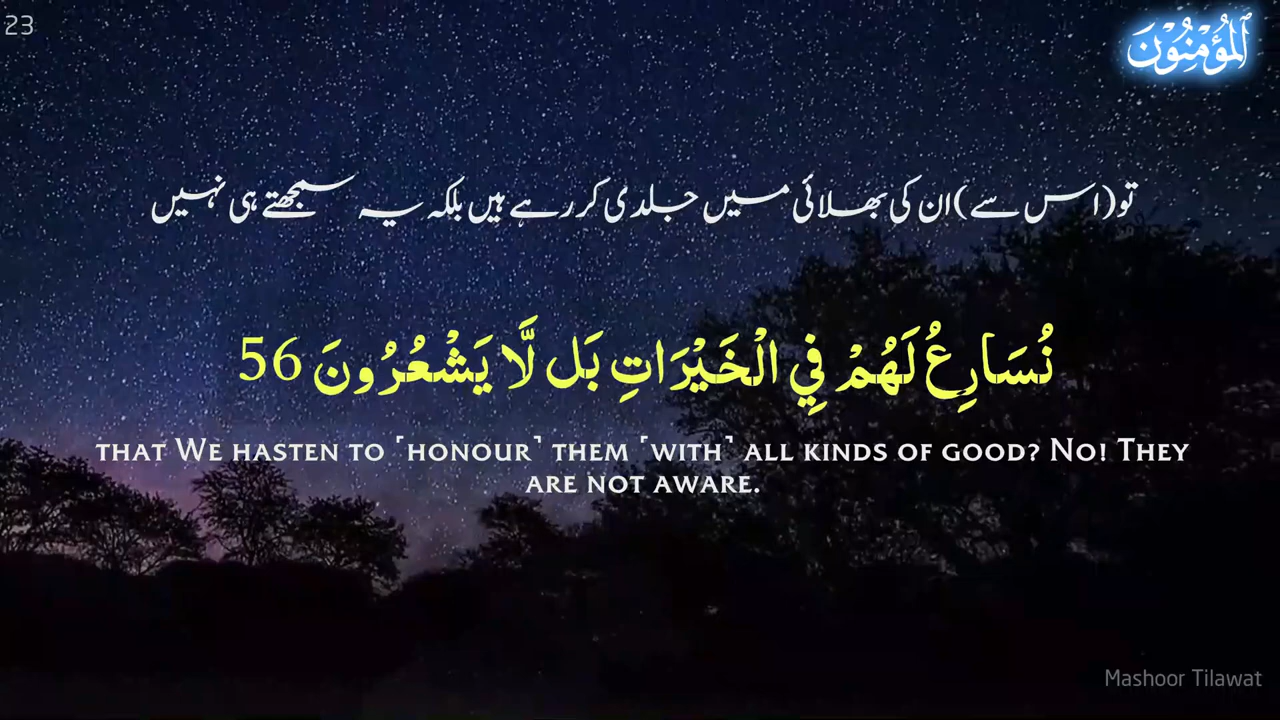 23
اَلْمُؤْمِنُوْنَ
تو(اس سے)ان کی بھلائی میں جلدی کر رہے ہیں بلکہ یہ سمجھتے ہی نہیں
نُسَارِعُ لَهُمْ فِي الْخَيْرَاتِ بَل لَّا يَشْعُرُونَ 56
that We hasten to ˹honour˺ them ˹with˺ all kinds of good? No! They
are not aware.
Mashoor Tilawat